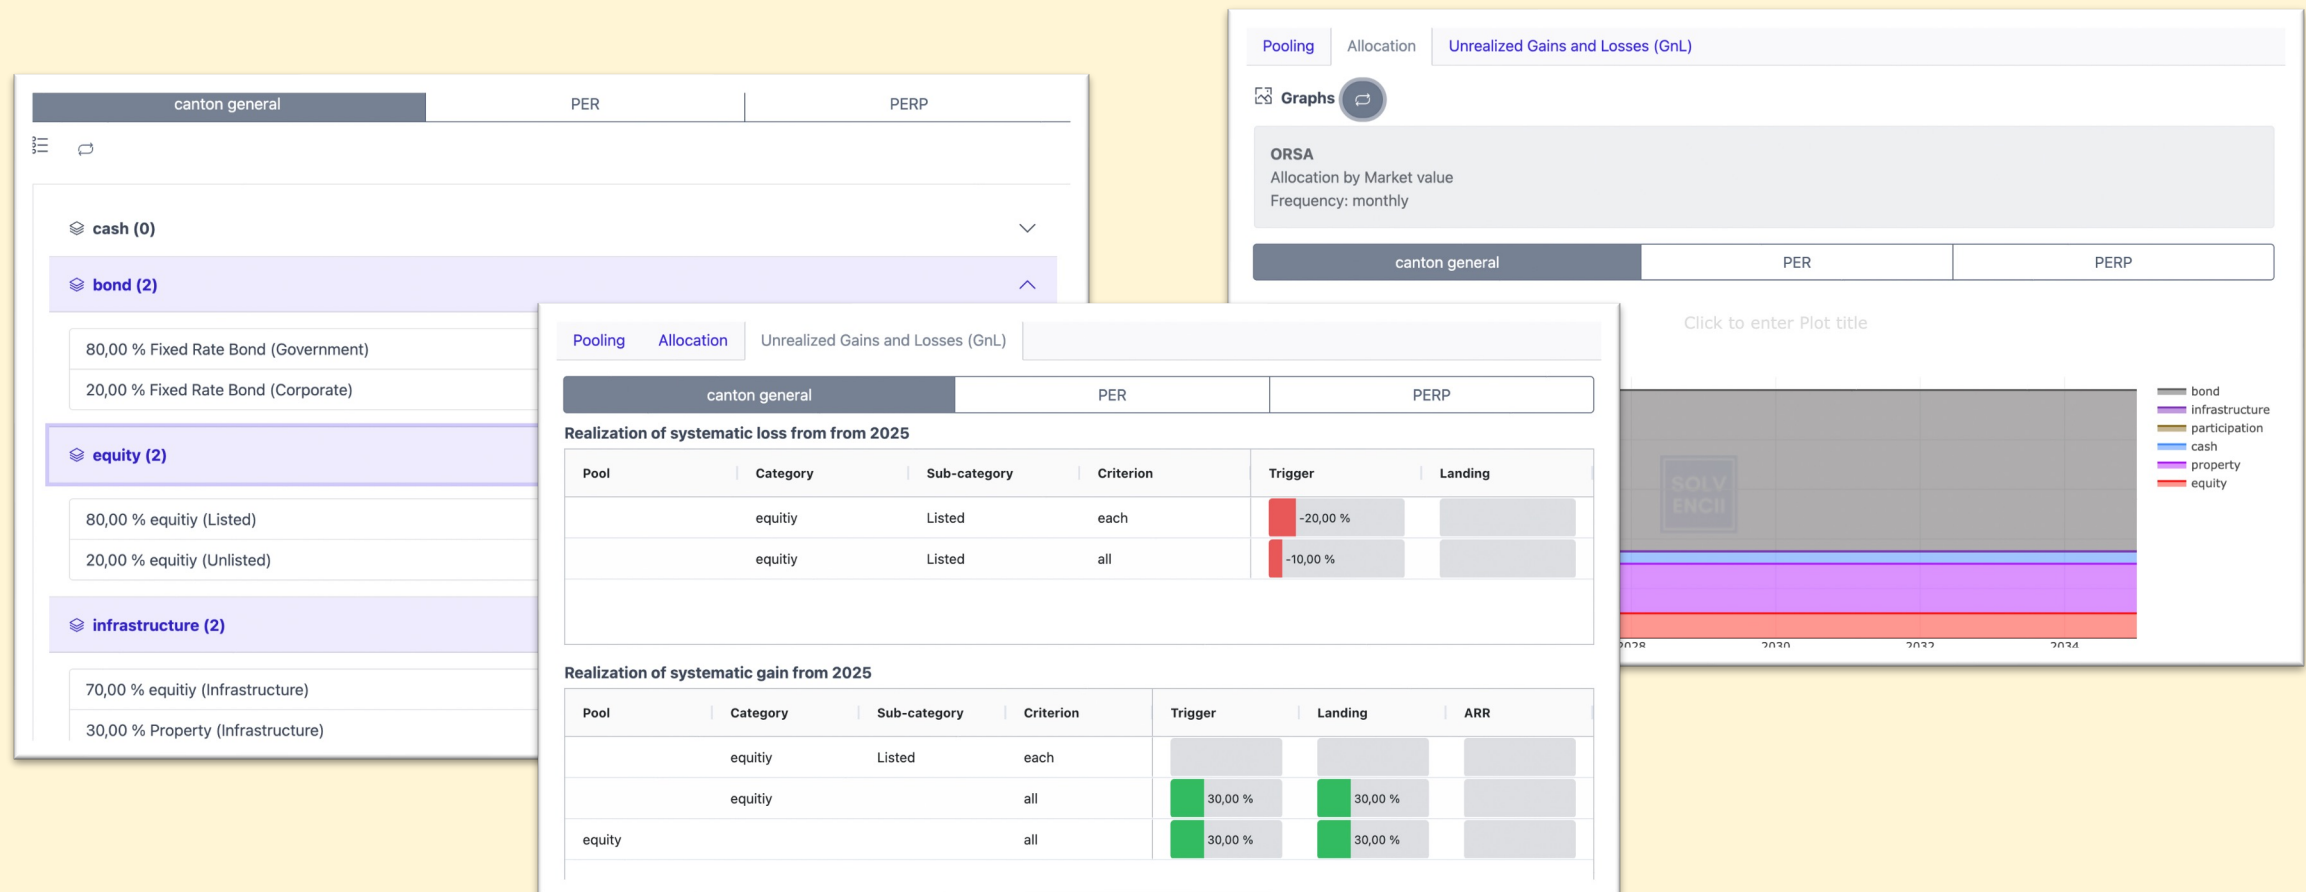 canton general PER PERP
cash (0)
bond (2)
80,00 % Fixed Rate Bond (Government)
20,00 % Fixed Rate Bond (Corporate)
equity (2)
80,00 % equitiy (Listed)
20,00 % equitiy (Unlisted)
infrastructure (2)
70,00 % equitiy (Infrastructure)
30,00 % Property (Infrastructure)
Pooling Allocation Unrealized Gains and Losses (GnL)
canton general PER PERP
Realization of systematic loss from from 2025
Pool Category Sub-category Criterion Trigger Landing
equitiy Listed each -20,00 %
equitiy Listed all -10,00 %
Realization of systematic gain from 2025
Pool Category Sub-category Criterion Trigger Landing ARR
equitiy Listed each
equitiy all 30,00 % 30,00 %
equity all 30,00 % 30,00 %
Pooling Allocation Unrealized Gains and Losses (GnL)
Graphs
ORSA
Allocation by Market value
Frequency: monthly
canton general PER PERP
Click to enter Plot title
bond
infrastructure
participation
cash
property
equity
SOLV
ENCII
2028 2030 2032 2034